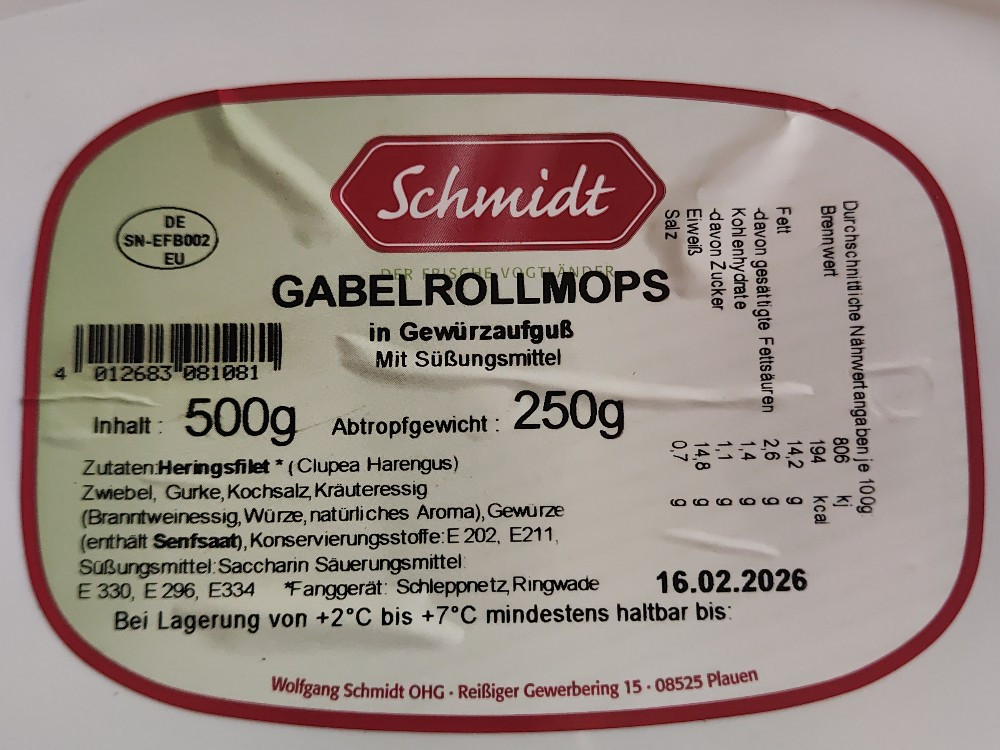 Schmidt
DER FRISCHE VOGTLÄNDER
DE
SN-EFB002
EU
GABELROLLMOPS
in Gewürzaufguß
Mit Süßungsmittel
4 012683 081081
Inhalt : 500g Abtropfgewicht : 250g
Zutaten:Heringsfilet * (Clupea Harengus)
Zwiebel, Gurke, Kochsalz, Kräuteressig
(Branntweinessig, Würze, natürliches Aroma), Gewürze
(enthält Senfsaat), Konservierungsstoffe: E 202, E211,
Süßungsmittel: Saccharin Säuerungsmittel:
E 330, E 296, E334 *Fanggerät: Schleppnetz, Ringwade
16.02.2026
Bei Lagerung von +2°C bis +7°C mindestens haltbar bis:
Durchschnittliche Nährwertangaben je 100g
Brennwert 806 kj
194 kcal
Fett 14,2 g
-davon gesättigte Fettsäuren 2,6 g
Kohlenhydrate 1,4 g
-davon Zucker 1,1 g
Eiweiß 14,8 g
Salz 0,7 g
Wolfgang Schmidt OHG · Reißiger Gewerbering 15 · 08525 Plauen